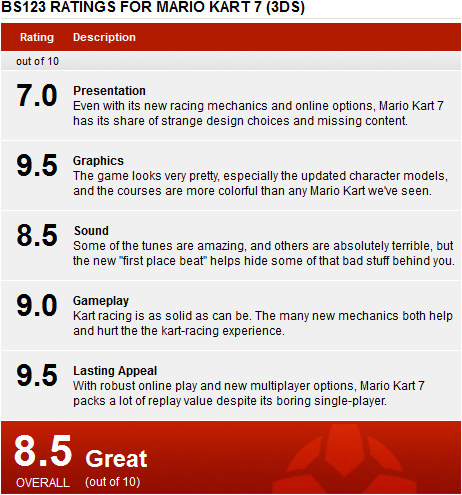 BS123 RATINGS FOR MARIO KART 7 (3DS)
Rating Description
out of 10
7.0 Presentation
Even with its new racing mechanics and online options, Mario Kart 7
has its share of strange design choices and missing content.
9.5 Graphics
The game looks very pretty, especially the updated character models,
and the courses are more colorful than any Mario Kart we've seen.
8.5 Sound
Some of the tunes are amazing, and others are absolutely terrible, but
the new "first place beat" helps hide some of that bad stuff behind you.
9.0 Gameplay
Kart racing is as solid as can be. The many new mechanics both help
and hurt the the kart-racing experience.
9.5 Lasting Appeal
With robust online play and new multiplayer options, Mario Kart 7
packs a lot of replay value despite its boring single-player.
8.5 Great
OVERALL (out of 10)